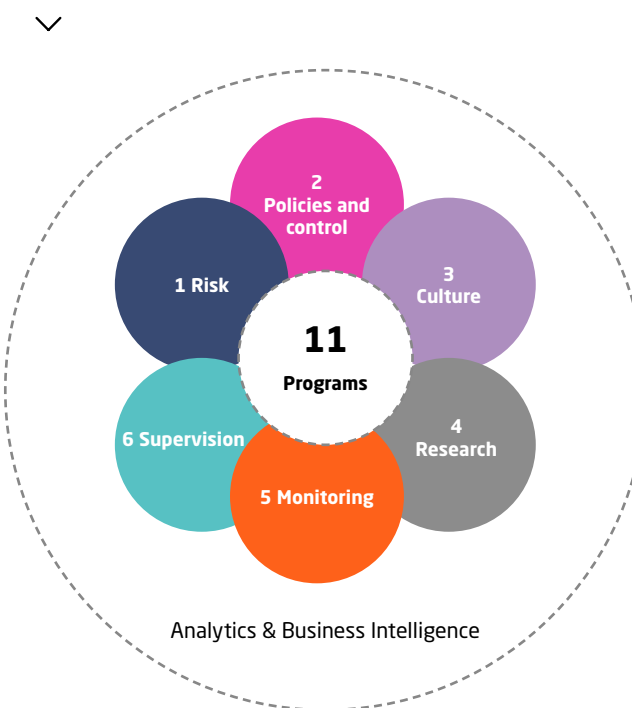 2
Policies and
control
1 Risk
3
Culture
11
Programs
6 Supervision
4
Research
5 Monitoring
Analytics & Business Intelligence